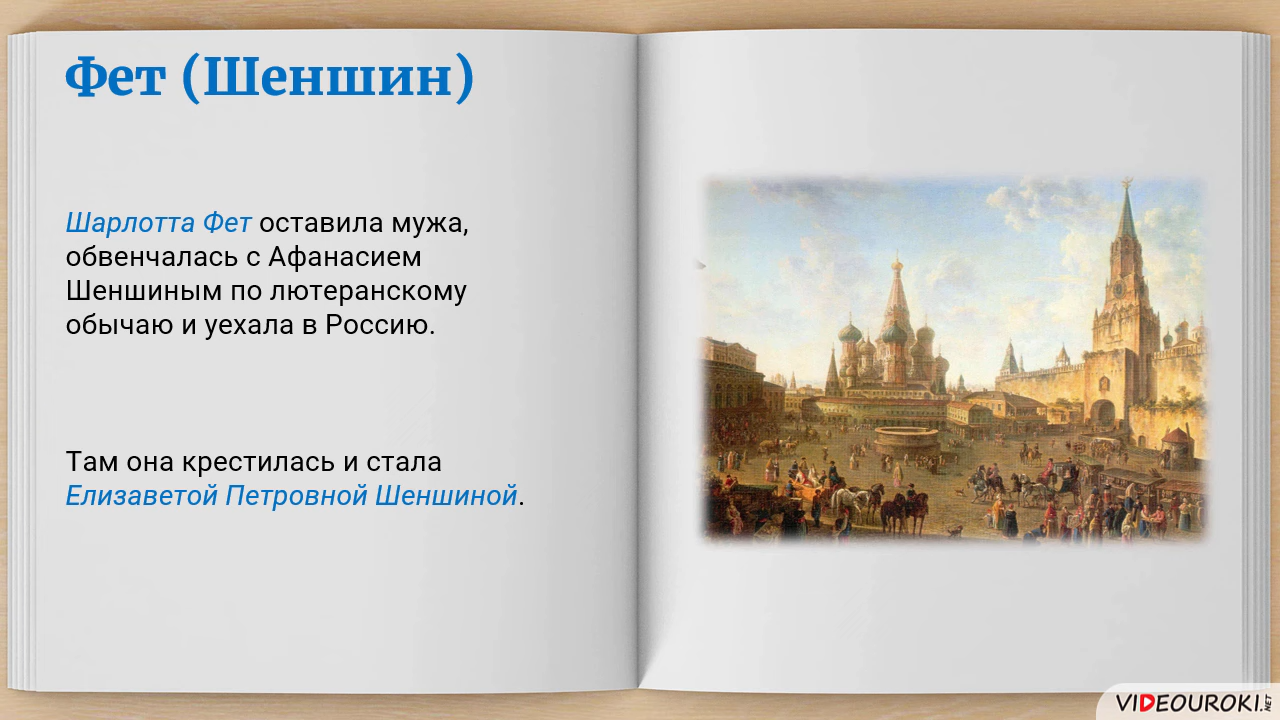 Фет (Шеншин)
Шарлотта Фет оставила мужа,
обвенчалась с Афанасием
Шеншиным по лютеранскому
обычаю и уехала в Россию.
Там она крестилась и стала
Елизаветой Петровной Шеншиной.
VIDEOUROKI.NET